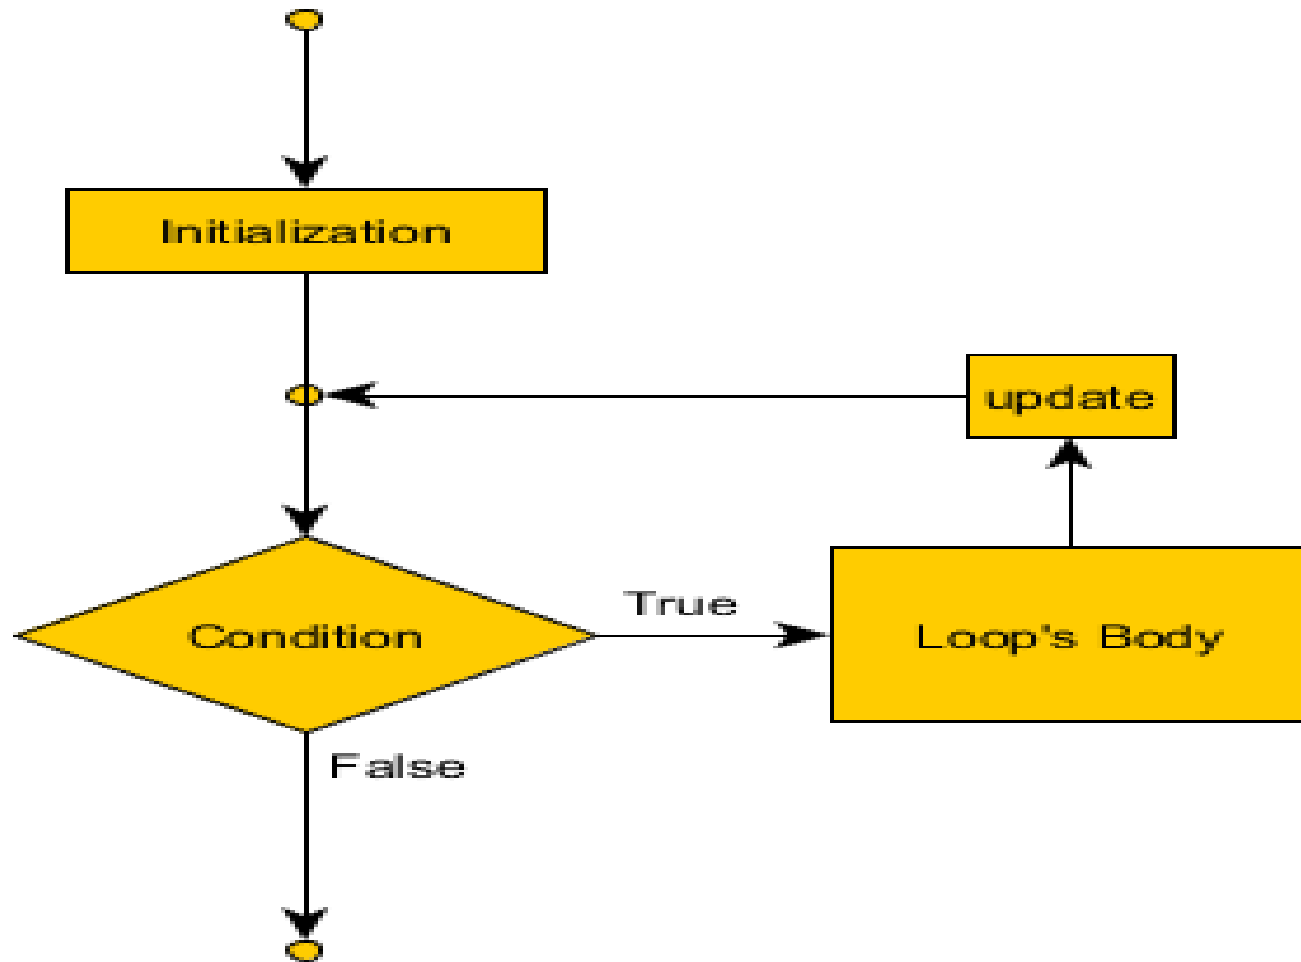 Initialization
update
True
Condition
Loop's Body
False